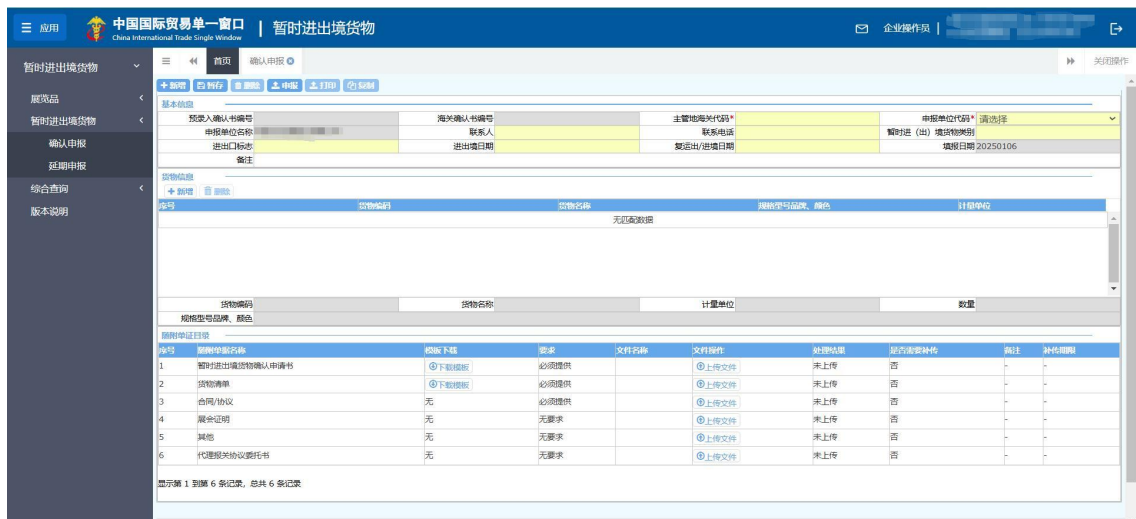 应用 中国国际贸易单一窗口 | 暂时进出境货物 企业操作员 |
China International Trade Single Window
暂时进出境货物 首页 确认申报 关闭操作
展览品
暂时进出境货物
确认申报
延期申报
综合查询
版本说明
新增 暂存 删除 申报 打印 复制
基本信息
预录入确认书编号 海关确认书编号 主管地海关代码* 申报单位代码* 请选择
申报单位名称 联系人 联系电话 暂时进（出）境货物类别
进出口标志 进出境日期 复运出/进境日期 填报日期 20250106
备注
货物信息
新增 删除
序号 货物编码 货物名称 规格型号品牌、颜色 计量单位
无匹配数据
货物编码 货物名称 计量单位 数量
规格型号品牌、颜色
随附单证目录
序号 随附单据名称 模板下载 要求 文件名称 文件操作 处理结果 是否需要补传 备注 补传期限
1 暂时进出境货物确认申请书 下载模板 必须提供 上传文件 未上传 否 - -
2 货物清单 下载模板 必须提供 上传文件 未上传 否 - -
3 合同/协议 无 必须提供 上传文件 未上传 否 - -
4 展会证明 无 无要求 上传文件 未上传 否 - -
5 其他 无 无要求 上传文件 未上传 否 - -
6 代理报关协议委托书 无 无要求 上传文件 未上传 否 - -
显示第 1 到第 6 条记录，总共 6 条记录